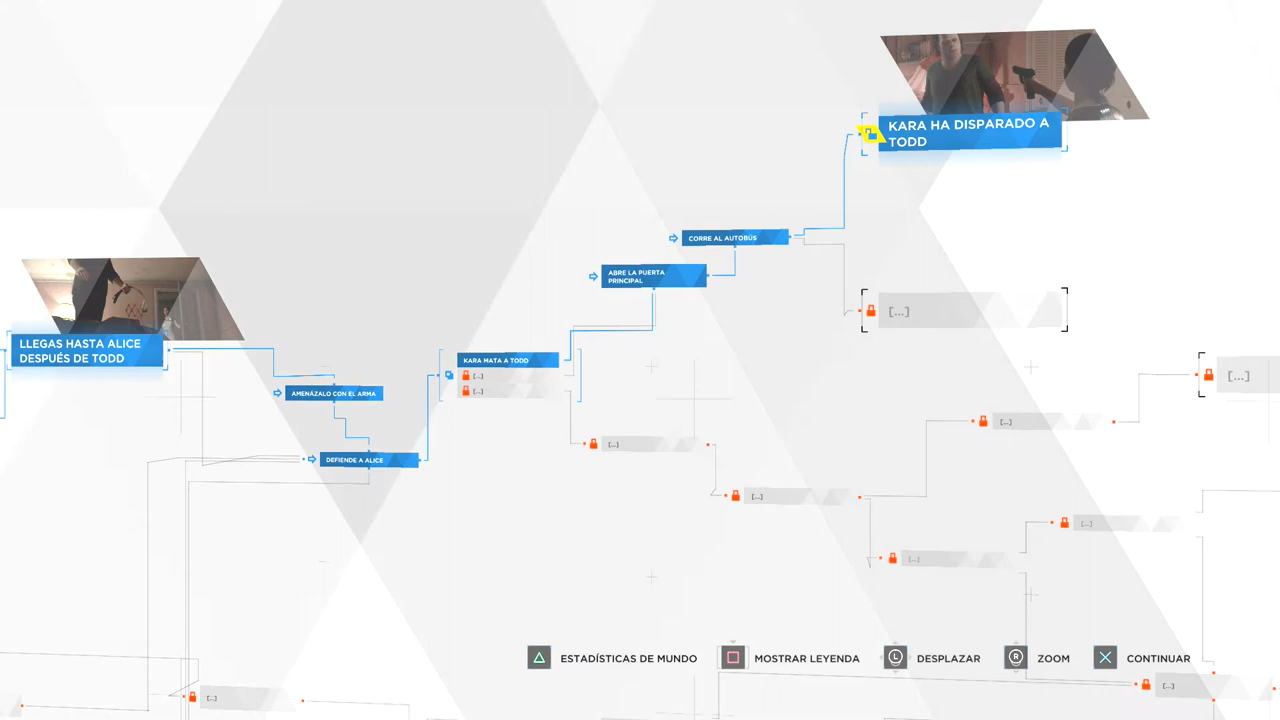 KARA HA DISPARADO A
TODD
CORRE AL AUTOBÚS
ABRE LA PUERTA
PRINCIPAL
[...]
LLEGAS HASTA ALICE
DESPUÉS DE TODD
KARA MATA A TODD
[...]
[...]
[...]
AMENÁZALO CON EL ARMA
[...]
[...]
DEFIENDE A ALICE
[...]
[...]
[...]
ESTADÍSTICAS DE MUNDO
MOSTRAR LEYENDA
L
DESPLAZAR
R
ZOOM
CONTINUAR
[...]
[...]